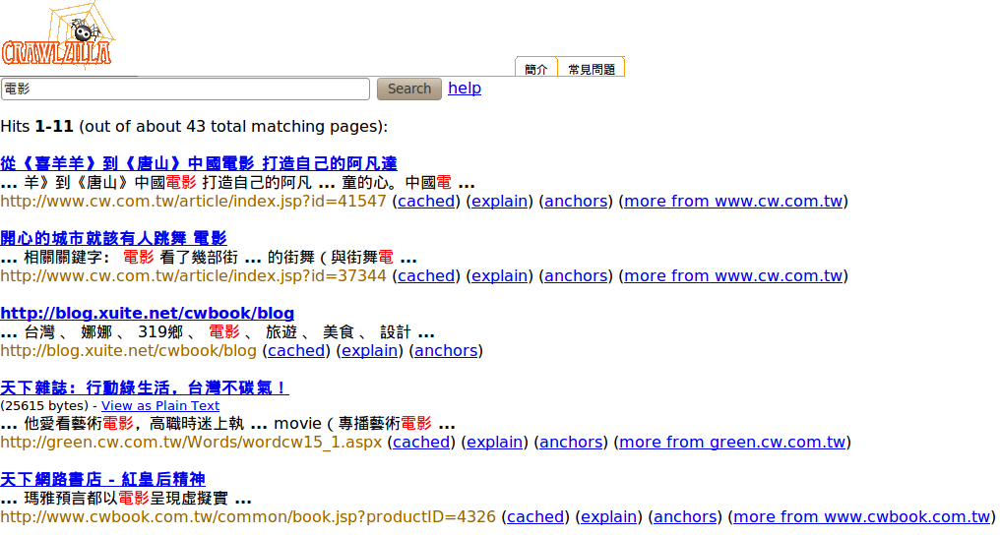 CRAWLZILLA
簡介 常見問題
電影 Search help
Hits 1-11 (out of about 43 total matching pages):
從《喜羊羊》到《唐山》中國電影 打造自己的阿凡達
... 羊》到《唐山》中國電影 打造自己的阿凡 ... 童的心。中國電 ...
http://www.cw.com.tw/article/index.jsp?id=41547 (cached) (explain) (anchors) (more from www.cw.com.tw)
開心的城市就該有人跳舞 電影
... 相關關鍵字： 電影 看了幾部街 ... 的街舞（與街舞電 ...
http://www.cw.com.tw/article/index.jsp?id=37344 (cached) (explain) (anchors) (more from www.cw.com.tw)
http://blog.xuite.net/cwbook/blog
... 台灣 、 娜娜 、 319鄉 、 電影 、 旅遊 、 美食 、 設計 ...
http://blog.xuite.net/cwbook/blog (cached) (explain) (anchors)
天下雜誌：行動綠生活，台灣不碳氣！
(25615 bytes) - View as Plain Text
... 他愛看藝術電影，高職時迷上執 ... movie（專播藝術電影 ...
http://green.cw.com.tw/Words/wordcw15_1.aspx (cached) (explain) (anchors) (more from green.cw.com.tw)
天下網路書店 - 紅皇后精神
... 瑪雅預言都以電影呈現虛擬實 ...
http://www.cwbook.com.tw/common/book.jsp?productID=4326 (cached) (explain) (anchors) (more from www.cwbook.com.tw)